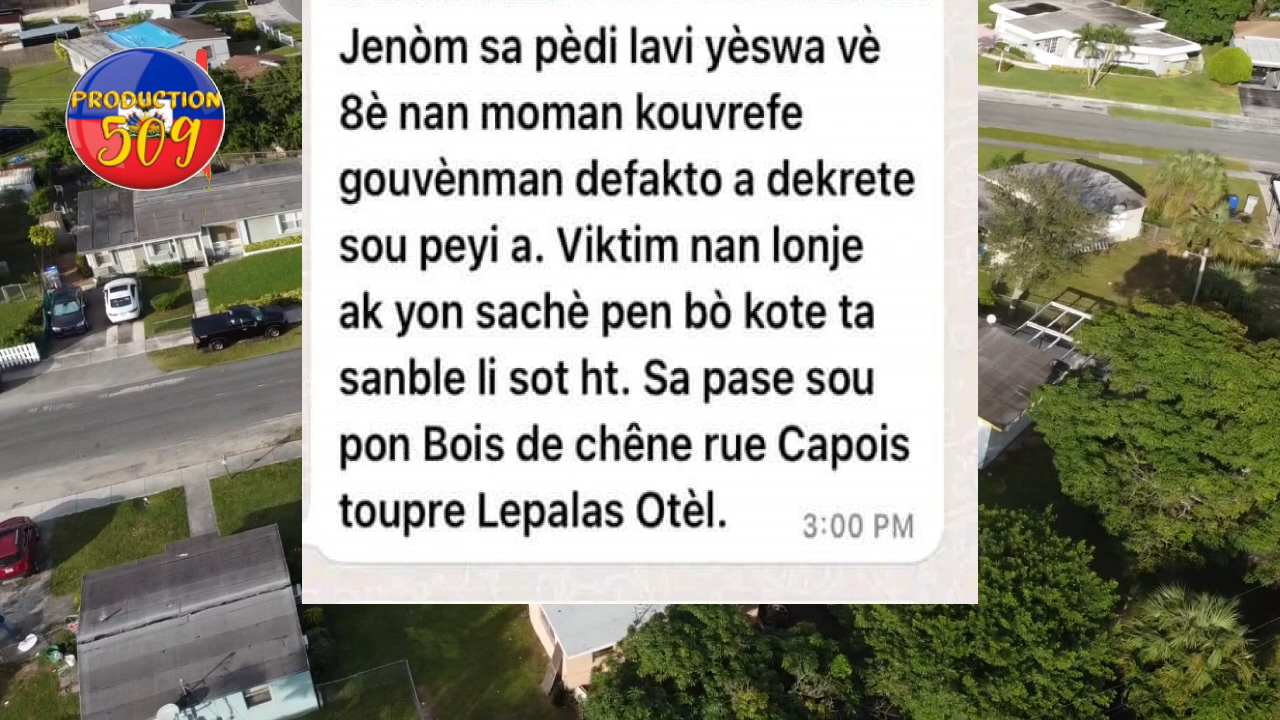 PRODUCTION
509
Jenòm sa pèdi lavi yèswa vè
8è nan moman kouvrefe
gouvènman defakto a dekrete
sou peyi a. Viktim nan lonje
ak yon sachè pen bò kote ta
sanble li sot ht. Sa pase sou
pon Bois de chêne rue Capois
toupre Lepalas Otèl.
3:00 PM